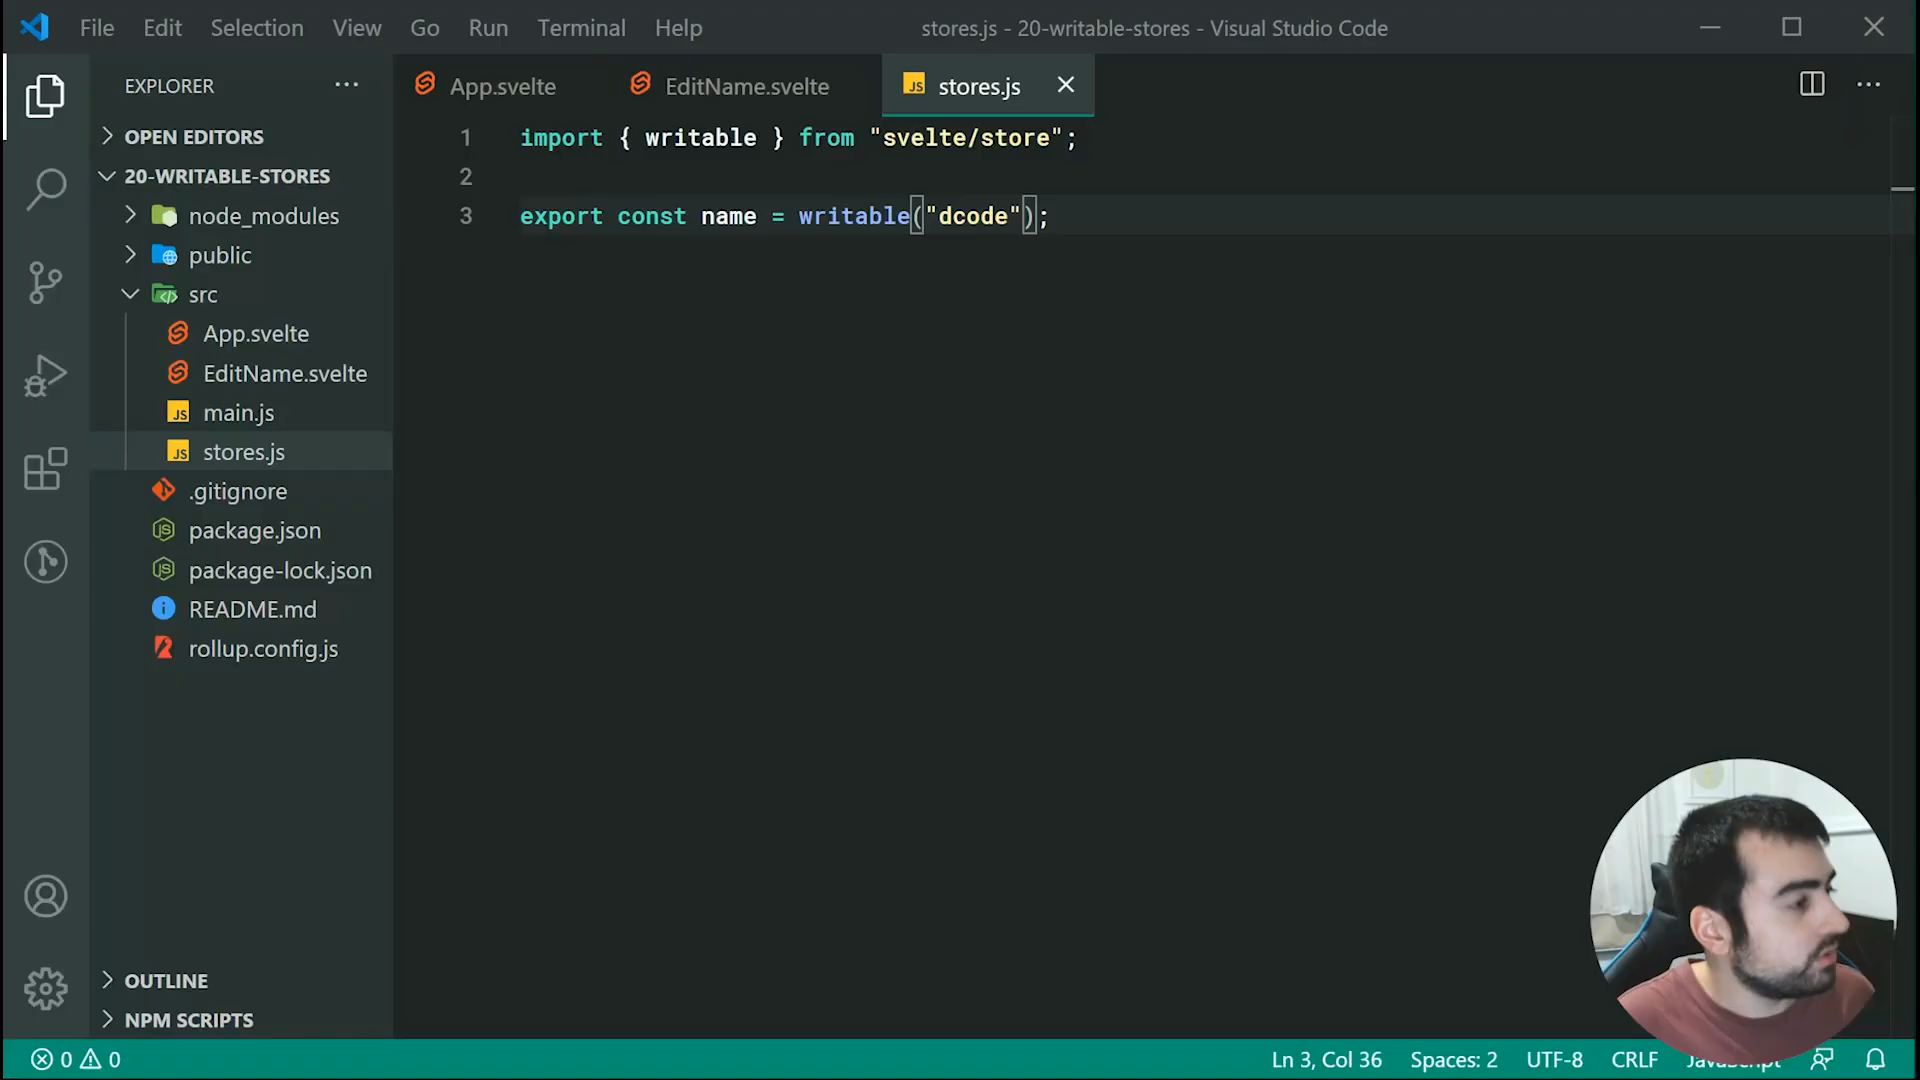 File Edit Selection View Go Run Terminal Help
stores.js - 20-writable-stores - Visual Studio Code
EXPLORER
OPEN EDITORS
20-WRITABLE-STORES
node_modules
public
src
App.svelte
EditName.svelte
main.js
stores.js
.gitignore
package.json
package-lock.json
README.md
rollup.config.js
OUTLINE
NPM SCRIPTS
App.svelte EditName.svelte stores.js
1 import { writable } from "svelte/store";
2
3 export const name = writable("dcode");
0 0
Ln 3, Col 36 Spaces: 2 UTF-8 CRLF JavaScript